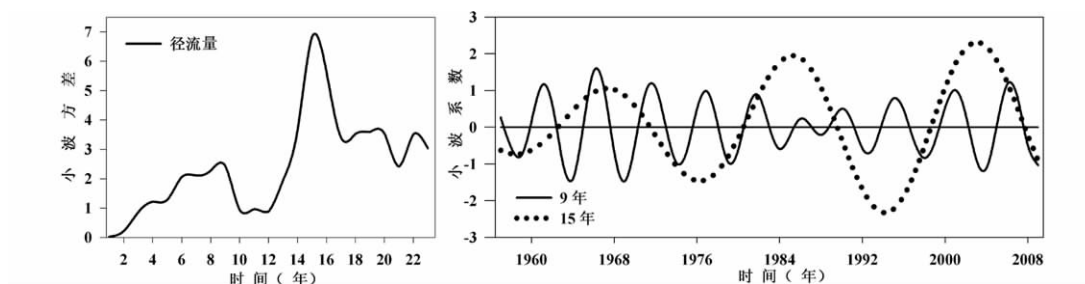 径流量
小 波 方 差
7
6
5
4
3
2
1
0
2 4 6 8 10 12 14 16 18 20 22
时 间 ( 年 )
小 波 系 数
3
2
1
0
-1
-2
-3
9 年
15 年
1960 1968 1976 1984 1992 2000 2008
时 间 ( 年 )